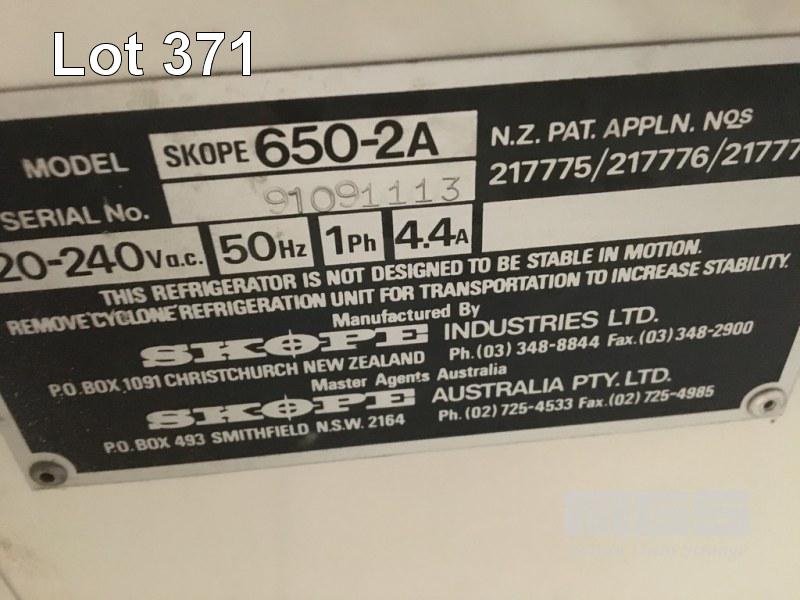 Lot 371
MODEL SKOPE 650-2A
N.Z. PAT. APPLN. NOS
217775/217776/21777
SERIAL No. 91091113
20-240Va.c. 50Hz 1Ph 4.4A
THIS REFRIGERATOR IS NOT DESIGNED TO BE STABLE IN MOTION.
REMOVE 'CYCLONE' REFRIGERATION UNIT FOR TRANSPORTATION TO INCREASE STABILITY.
Manufactured By
SKOPE INDUSTRIES LTD.
P.O. BOX 1091 CHRISTCHURCH NEW ZEALAND Ph. (03) 348-8844 Fax. (03) 348-2900
Master Agents Australia
SKOPE AUSTRALIA PTY. LTD.
P.O. BOX 493 SMITHFIELD N.S.W. 2164 Ph. (02) 725-4533 Fax. (02) 725-4985